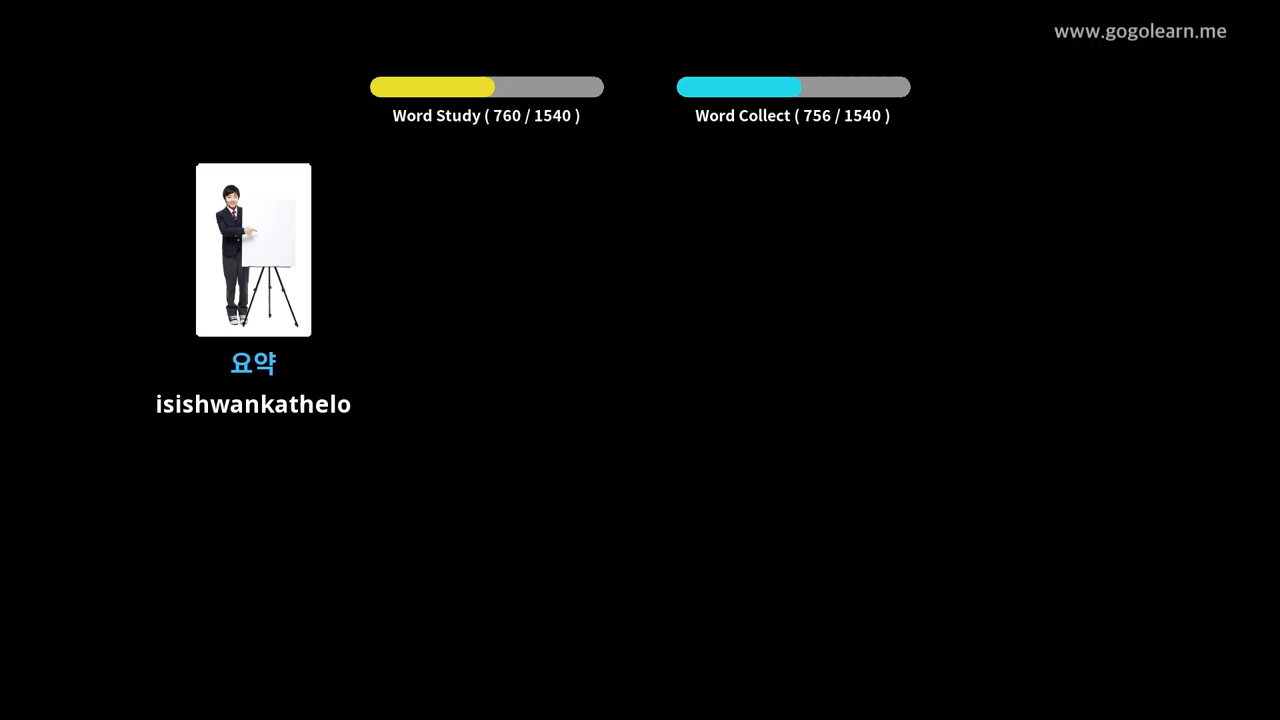 www.gogolearn.me
Word Study ( 760 / 1540 )
Word Collect ( 756 / 1540 )
요약
isishwankathelo